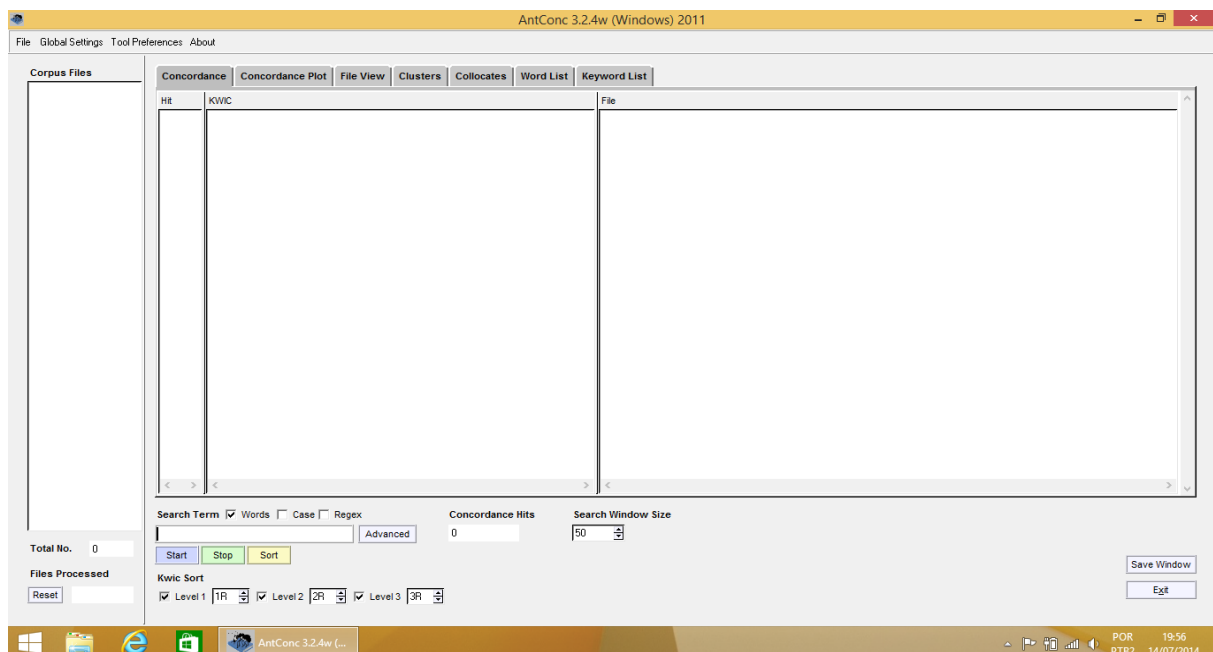 AntConc 3.2.4w (Windows) 2011
File Global Settings Tool Preferences About
Corpus Files
Concordance Concordance Plot File View Clusters Collocates Word List Keyword List
Hit KWIC File
Search Term Words Case Regex Concordance Hits Search Window Size
Advanced 0 50
Total No. 0
Start Stop Sort
Save Window
Files Processed
Kwic Sort
Reset Level 1 1R Level 2 2R Level 3 3R Exit
AntConc 3.2.4w (... POR 19:56
PTB2 14/07/2014